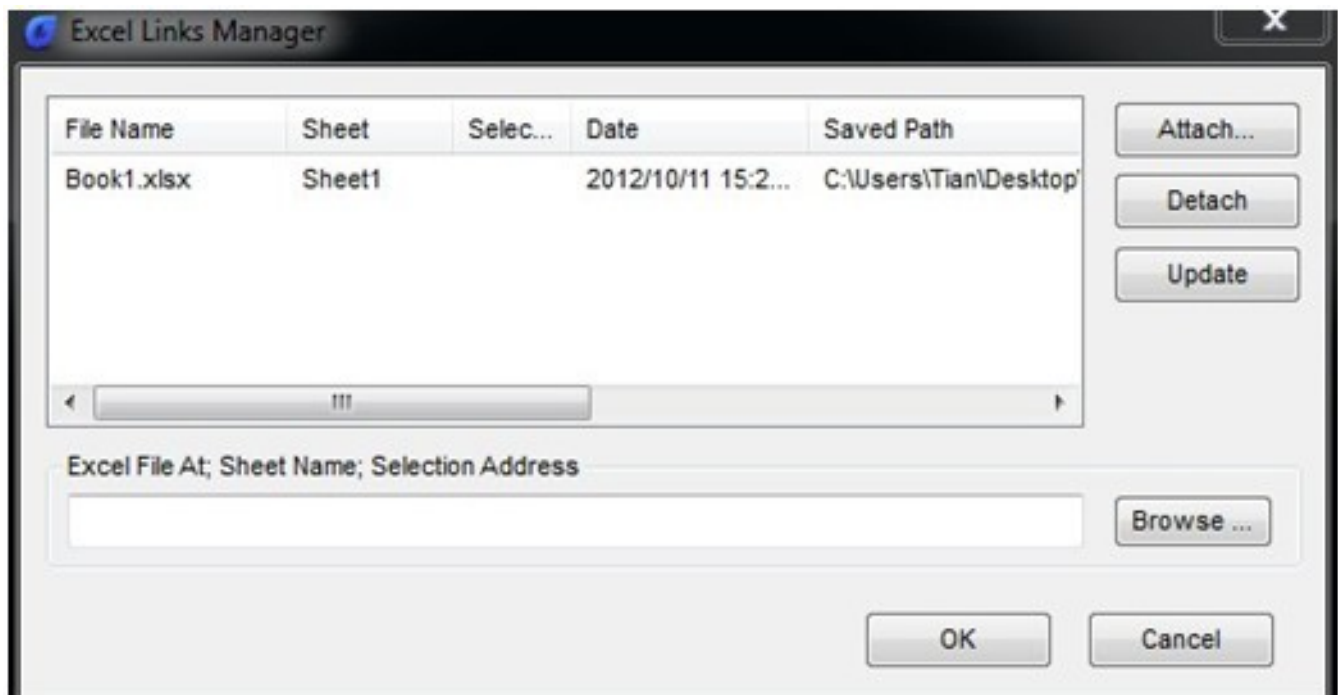 Excel Links Manager
File Name Sheet Selec... Date Saved Path
Book1.xlsx Sheet1 2012/10/11 15:2... C:\Users\Tian\Desktop\
Attach...
Detach
Update
Excel File At; Sheet Name; Selection Address
Browse ...
OK Cancel